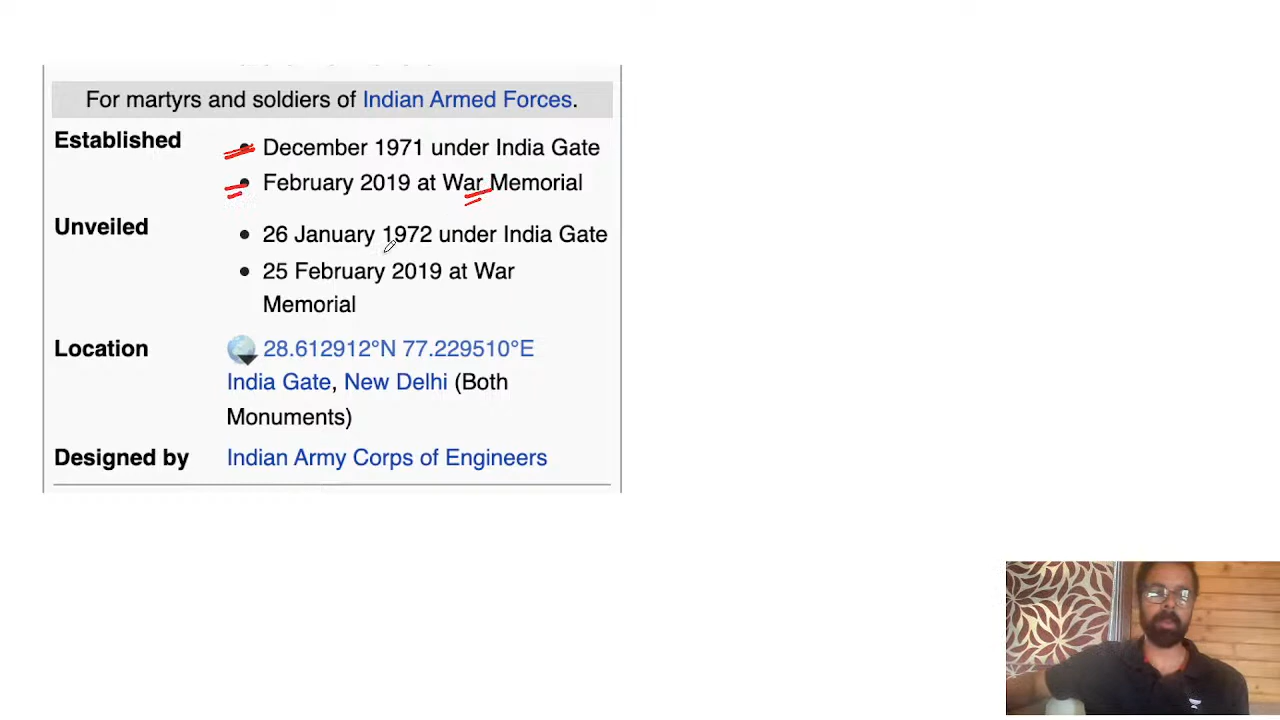 For martyrs and soldiers of Indian Armed Forces.
Established
• December 1971 under India Gate
• February 2019 at War Memorial
Unveiled
• 26 January 1972 under India Gate
• 25 February 2019 at War
Memorial
Location
28.612912°N 77.229510°E
India Gate, New Delhi (Both
Monuments)
Designed by
Indian Army Corps of Engineers